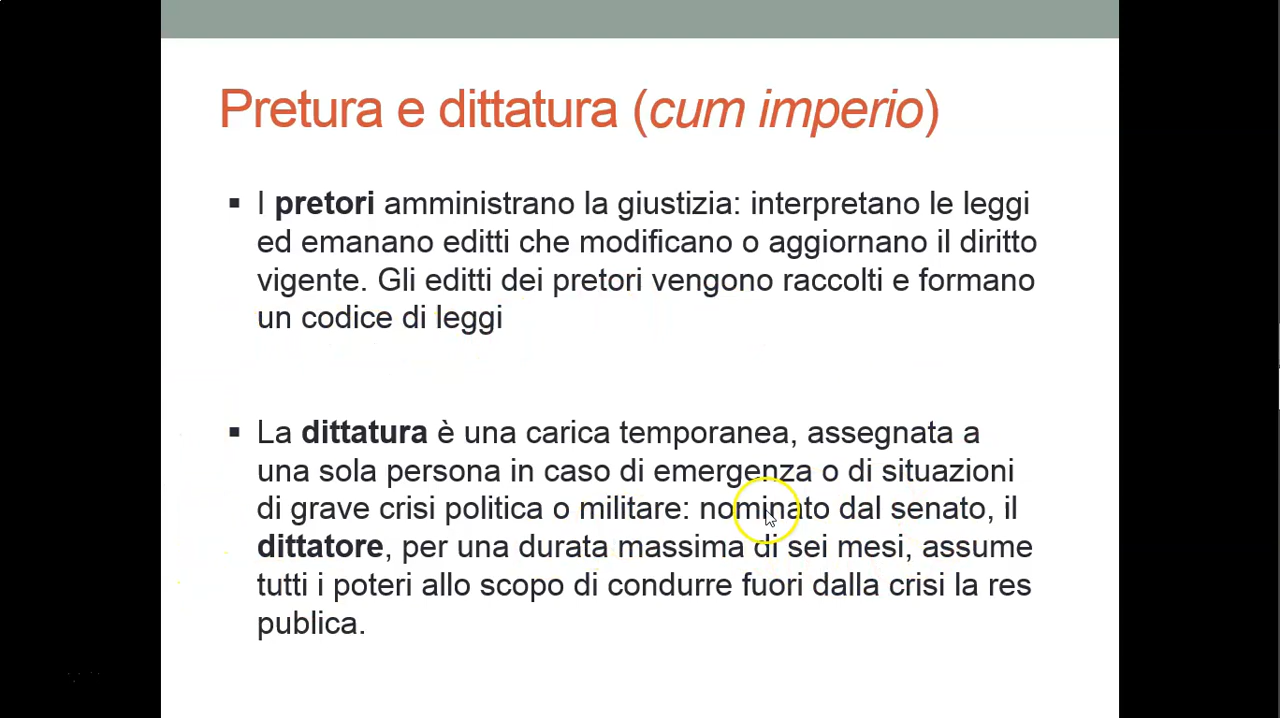 Pretura e dittatura (cum imperio)
▪ I pretori amministrano la giustizia: interpretano le leggi
ed emanano editti che modificano o aggiornano il diritto
vigente. Gli editti dei pretori vengono raccolti e formano
un codice di leggi
▪ La dittatura è una carica temporanea, assegnata a
una sola persona in caso di emergenza o di situazioni
di grave crisi politica o militare: nominato dal senato, il
dittatore, per una durata massima di sei mesi, assume
tutti i poteri allo scopo di condurre fuori dalla crisi la res
publica.